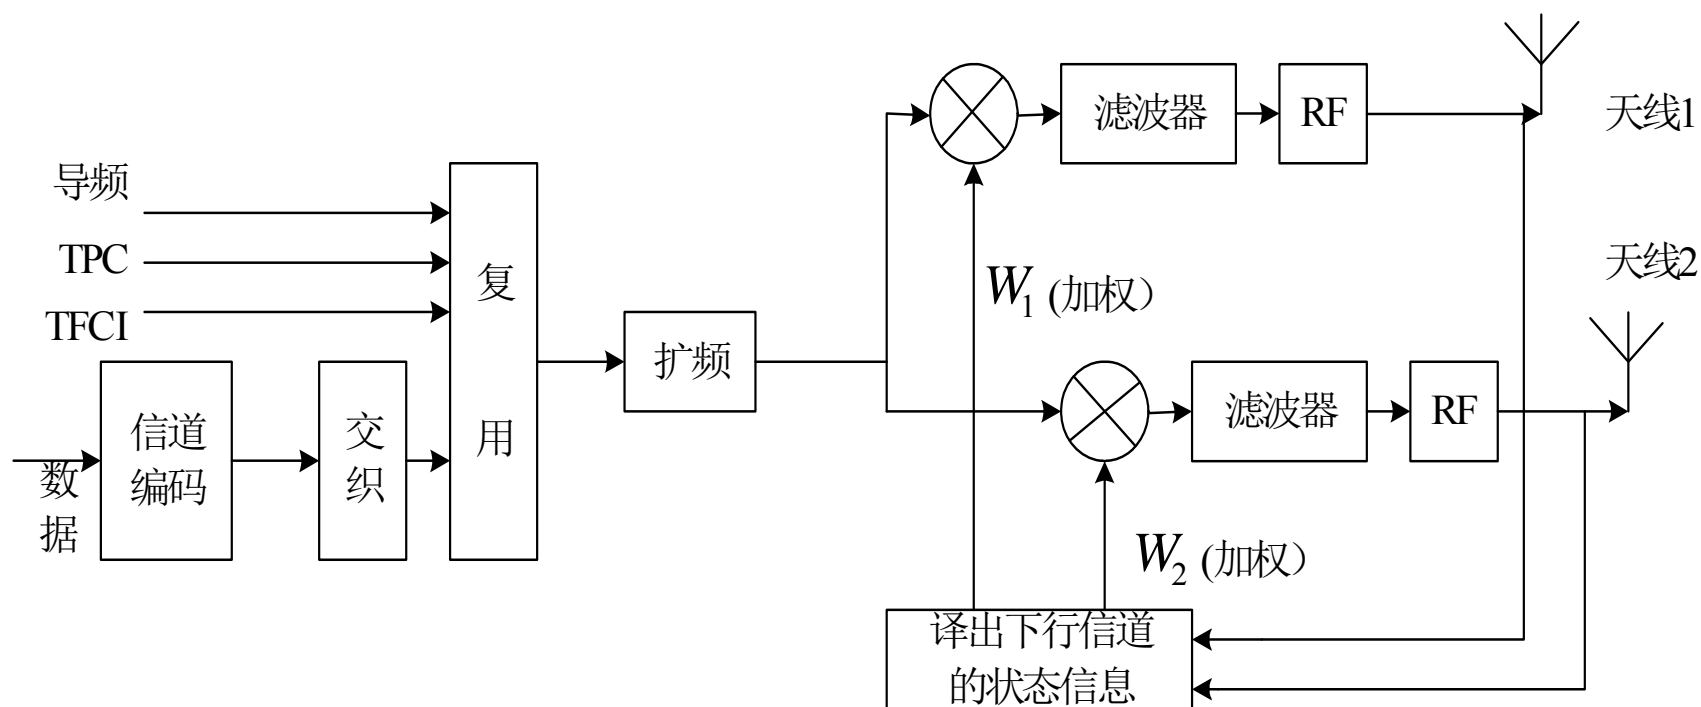 导频
TPC
TFCI
数
据
信道
编码
交
织
复
用
扩频
W1 (加权）
滤波器
RF
天线1
天线2
W2 (加权）
滤波器
RF
译出下行信道
的状态信息